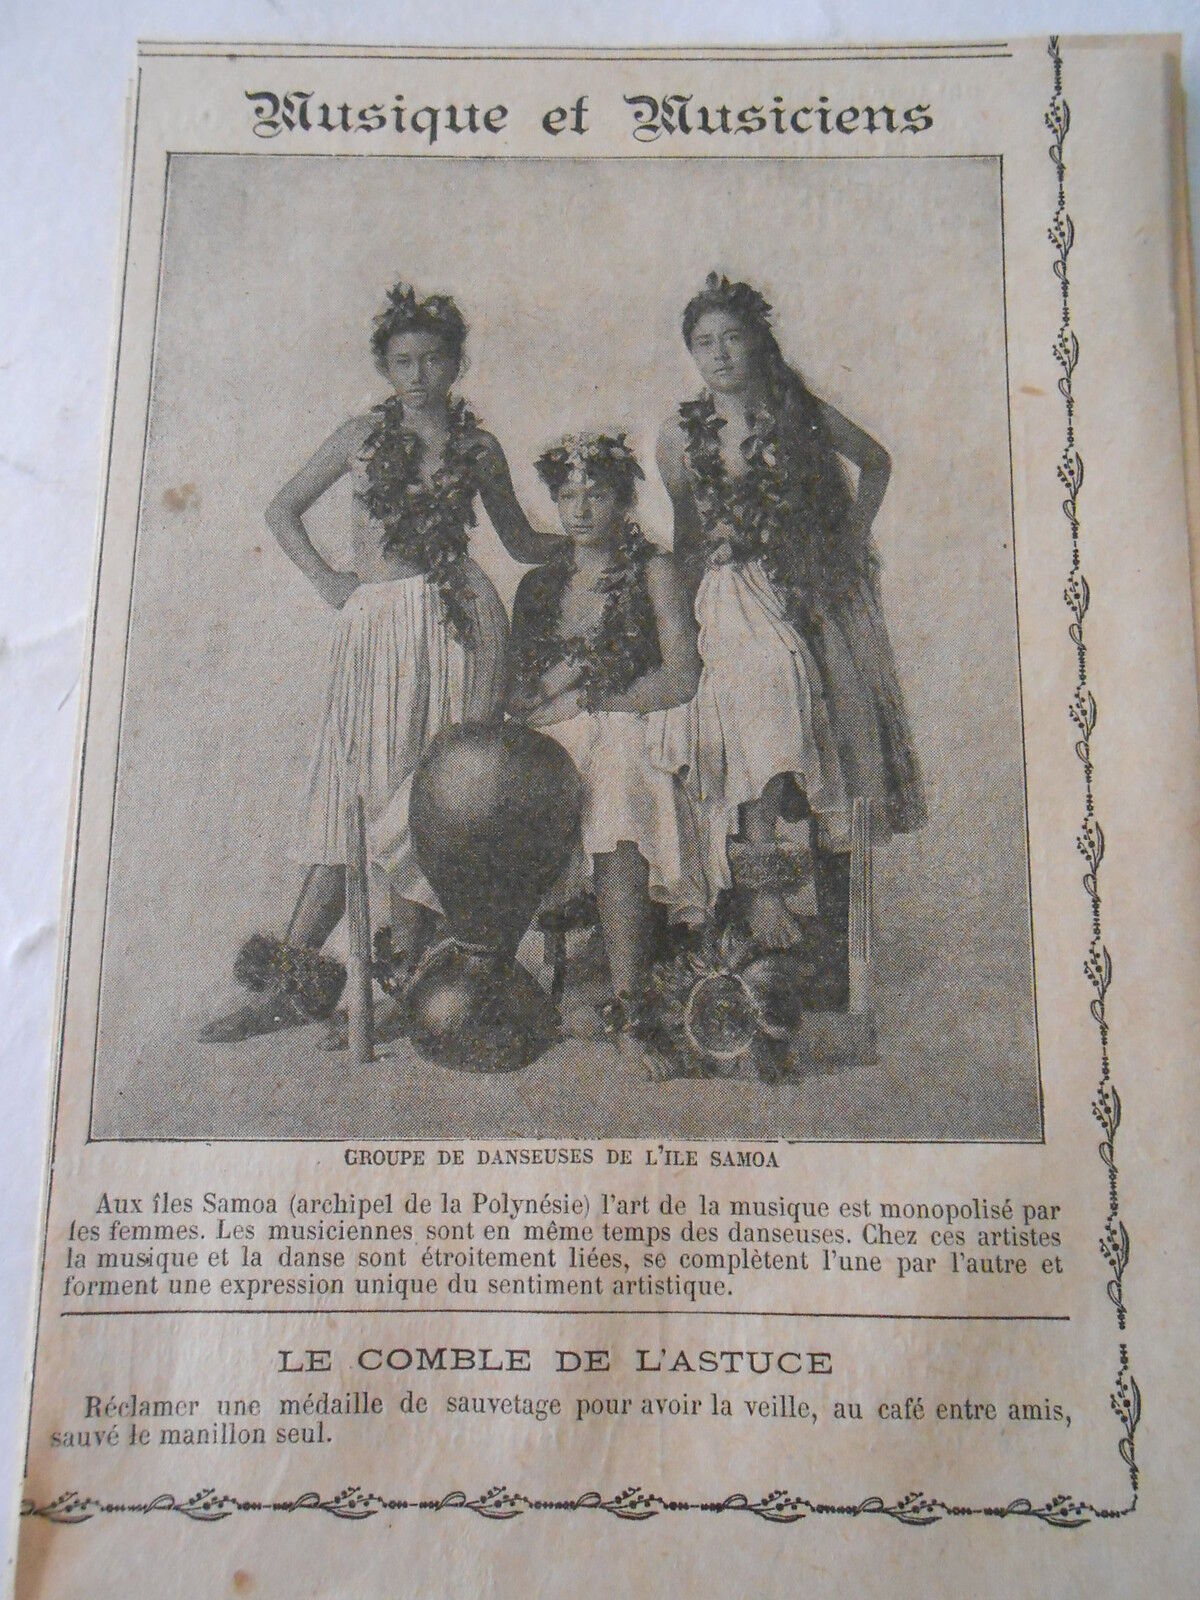 Musique et Musiciens
GROUPE DE DANSEUSES DE L'ILE SAMOA
Aux îles Samoa (archipel de la Polynésie) l'art de la musique est monopolisé par
les femmes. Les musiciennes sont en même temps des danseuses. Chez ces artistes
la musique et la danse sont étroitement liées, se complètent l'une par l'autre et
forment une expression unique du sentiment artistique.
LE COMBLE DE L'ASTUCE
Réclamer une médaille de sauvetage pour avoir la veille, au café entre amis,
sauvé le manillon seul.